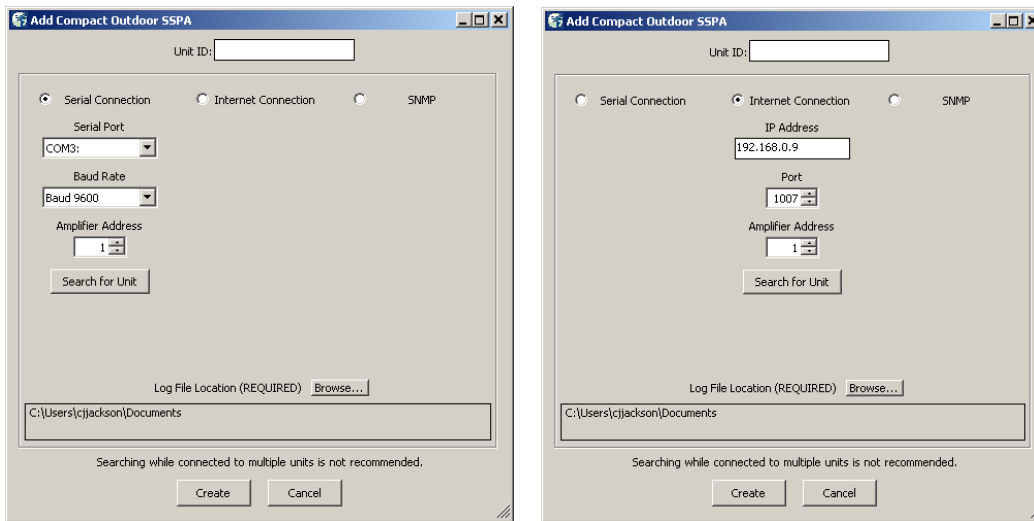 Add Compact Outdoor SSPA
Unit ID:
Serial Connection Internet Connection SNMP
Serial Port
COM3:
Baud Rate
Baud 9600
Amplifier Address
1
Search for Unit
Log File Location (REQUIRED) Browse...
C:\Users\cjjackson\Documents
Searching while connected to multiple units is not recommended.
Create Cancel
Add Compact Outdoor SSPA
Unit ID:
Serial Connection Internet Connection SNMP
IP Address
192.168.0.9
Port
1007
Amplifier Address
1
Search for Unit
Log File Location (REQUIRED) Browse...
C:\Users\cjjackson\Documents
Searching while connected to multiple units is not recommended.
Create Cancel